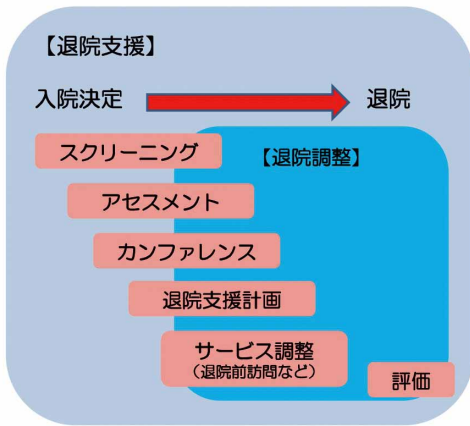 【退院支援】
入院決定
退院
スクリーニング
【退院調整】
アセスメント
カンファレンス
退院支援計画
サービス調整
（退院前訪問など）
評価